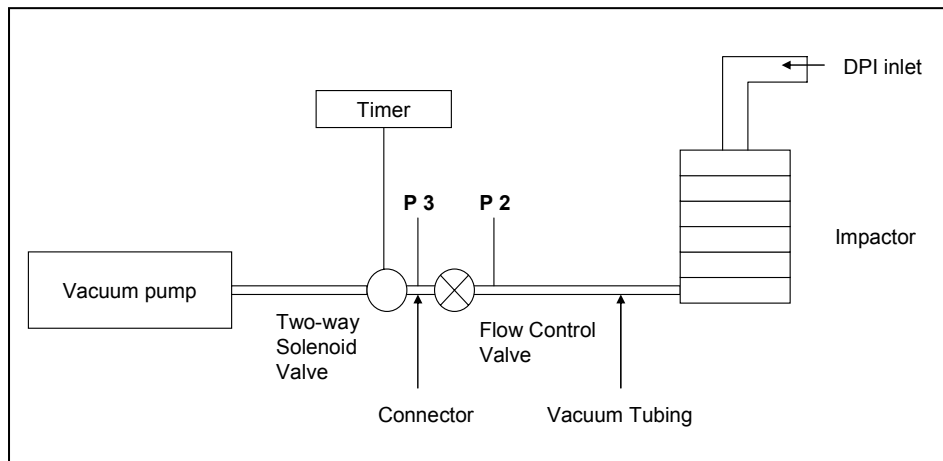 DPI inlet
Timer
P 3
P 2
Impactor
Vacuum pump
Two-way
Solenoid
Valve
Flow Control
Valve
Connector
Vacuum Tubing